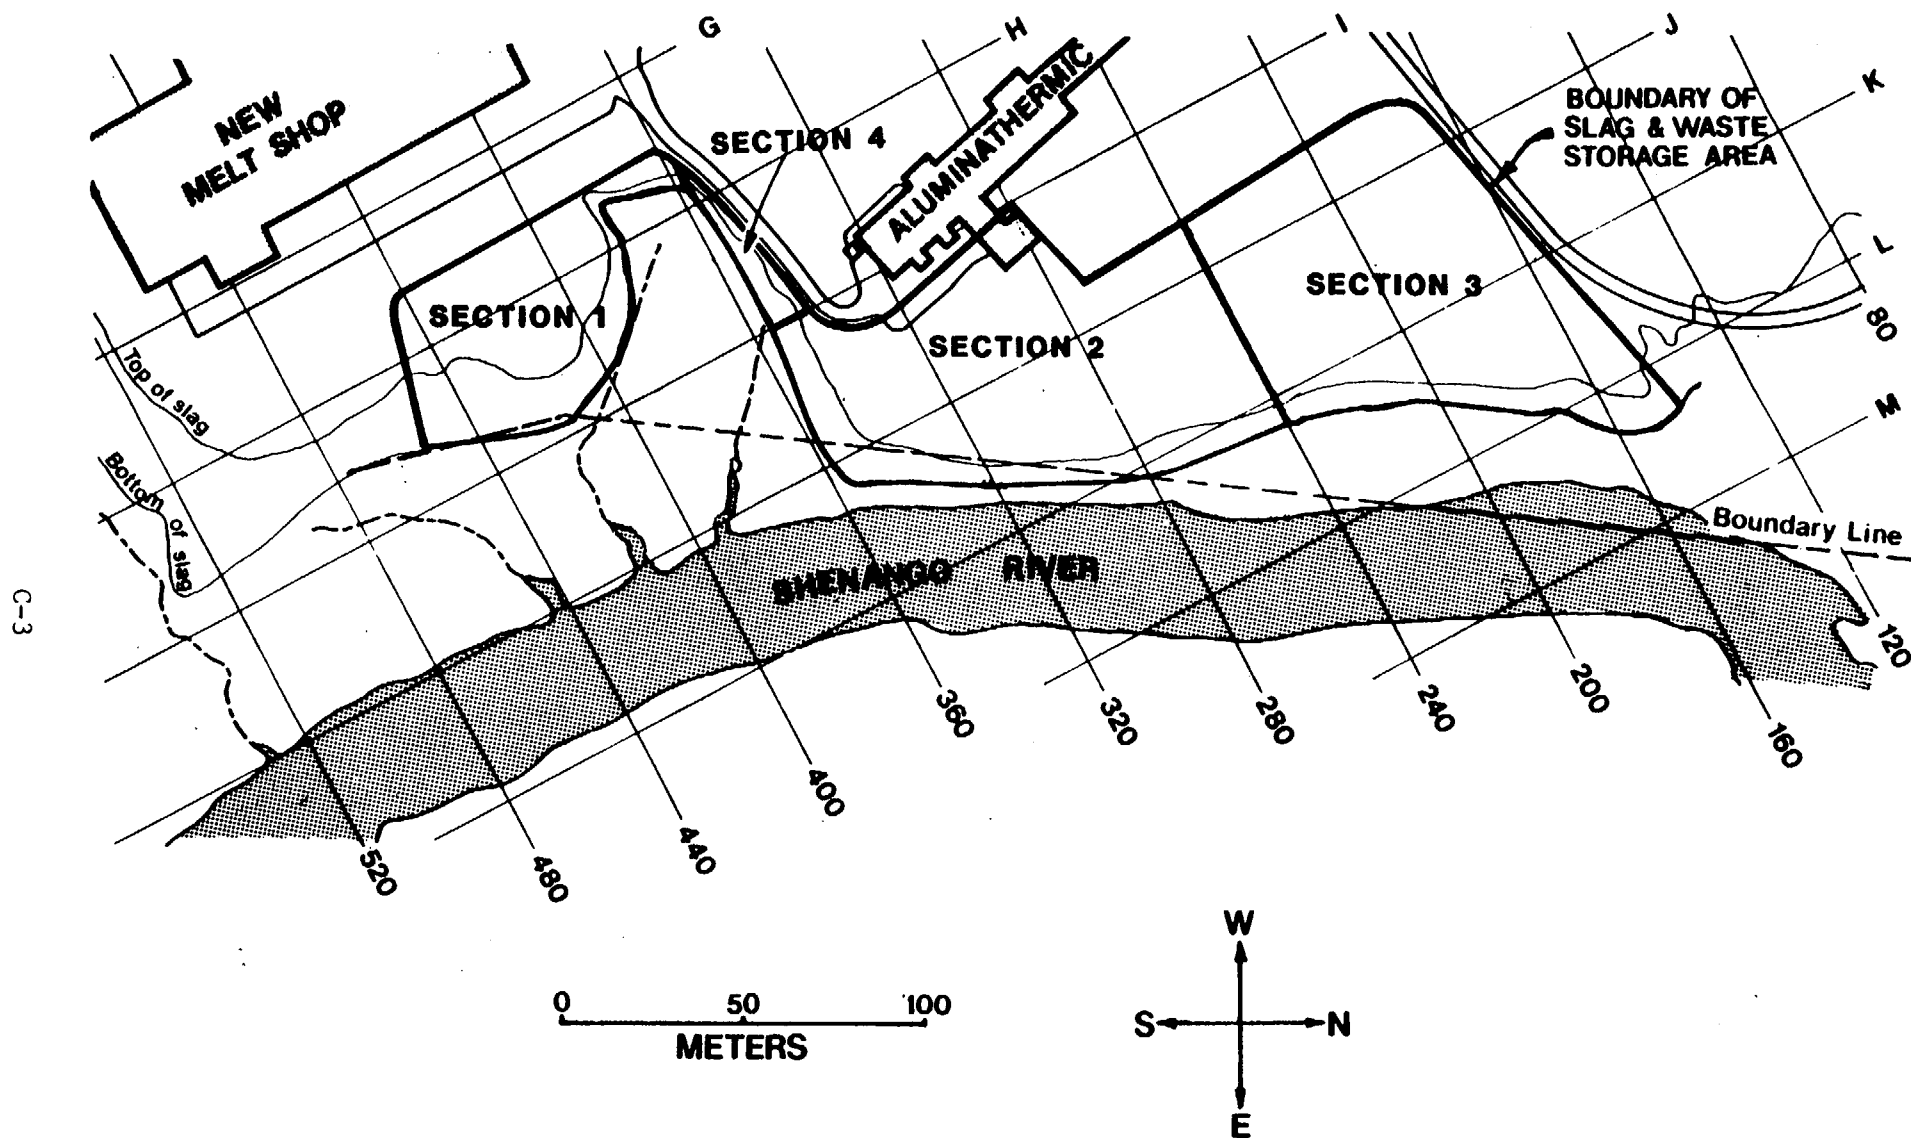 G
H
I
J
K
L
80
M
NEW
MELT SHOP
SECTION 4
ALUMINATHERMIC
BOUNDARY OF
SLAG & WASTE
STORAGE AREA
SECTION 1
SECTION 2
SECTION 3
Top of slag
Bottom of slag
Boundary Line
SHENANGO RIVER
C-3
520
480
440
400
360
320
280
240
200
160
120
W
S
N
E
0 50 100
METERS